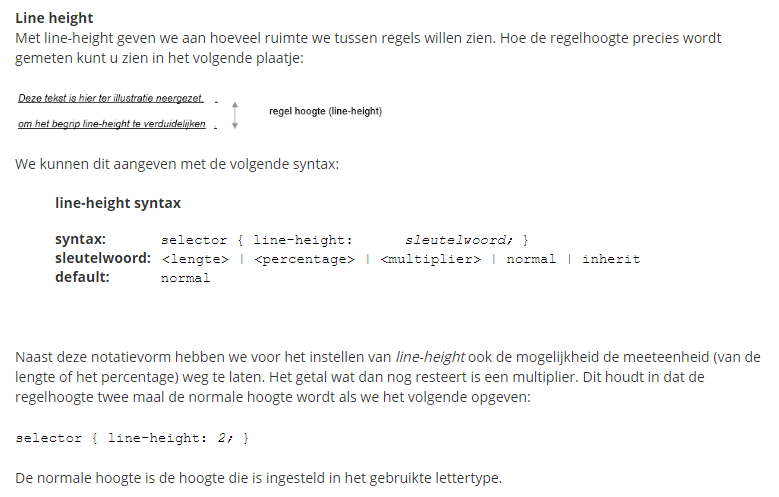 Line height
Met line-height geven we aan hoeveel ruimte we tussen regels willen zien. Hoe de regelhoogte precies wordt
gemeten kunt u zien in het volgende plaatje:
Deze tekst is hier ter illustratie neergezet.
regel hoogte (line-height)
om het begrip line-height te verduidelijken
We kunnen dit aangeven met de volgende syntax:
line-height syntax
syntax: selector { line-height: sleutelwoord; }
sleutelwoord: <lengte> | <percentage> | <multiplier> | normal | inherit
default: normal
Naast deze notatievorm hebben we voor het instellen van line-height ook de mogelijkheid de meeteenheid (van de
lengte of het percentage) weg te laten. Het getal wat dan nog resteert is een multiplier. Dit houdt in dat de
regelhoogte twee maal de normale hoogte wordt als we het volgende opgeven:
selector { line-height: 2; }
De normale hoogte is de hoogte die is ingesteld in het gebruikte lettertype.